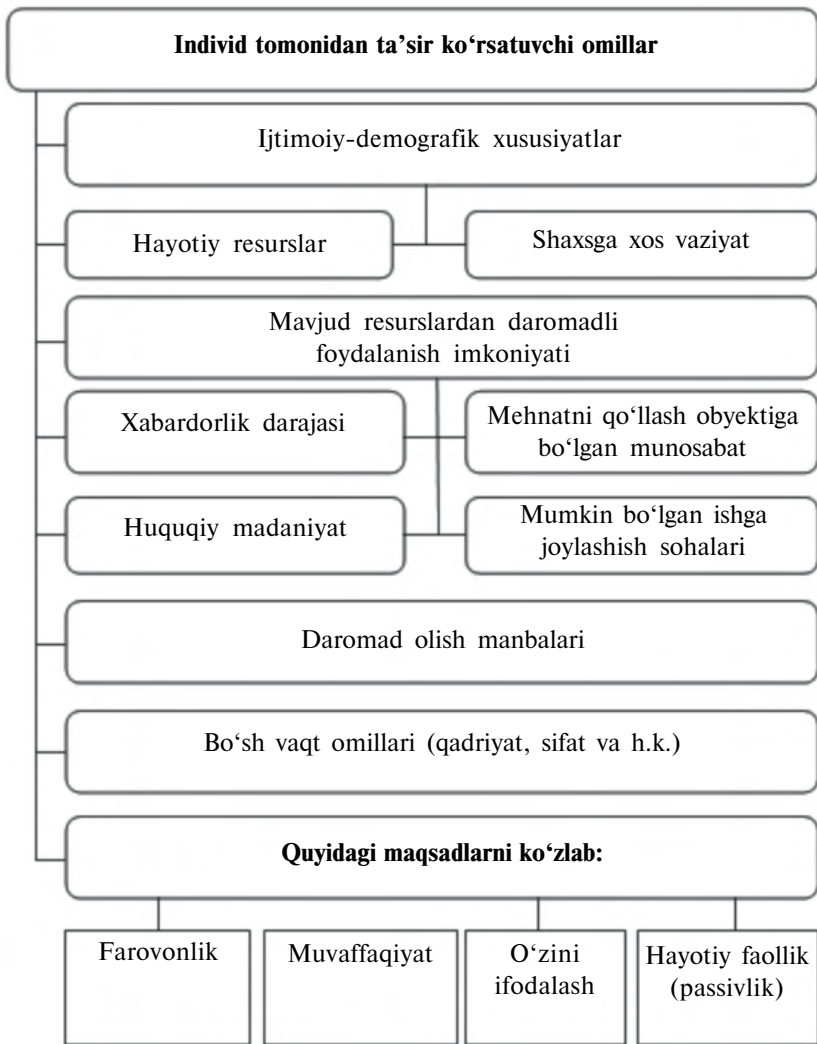 Individ tomonidan ta’sir ko‘rsatuvchi omillar
Ijtimoiy-demografik xususiyatlar
Hayotiy resurslar
Shaxsga xos vaziyat
Mavjud resurslardan daromadli
foydalanish imkoniyati
Xabardorlik darajasi
Mehnatni qo‘llash obyektiga
bo‘lgan munosabat
Huquqiy madaniyat
Mumkin bo‘lgan ishga
joylashish sohalari
Daromad olish manbalari
Bo‘sh vaqt omillari (qadriyat, sifat va h.k.)
Quyidagi maqsadlarni ko‘zlab:
Farovonlik
Muvaffaqiyat
O‘zini
ifodalash
Hayotiy faollik
(passivlik)